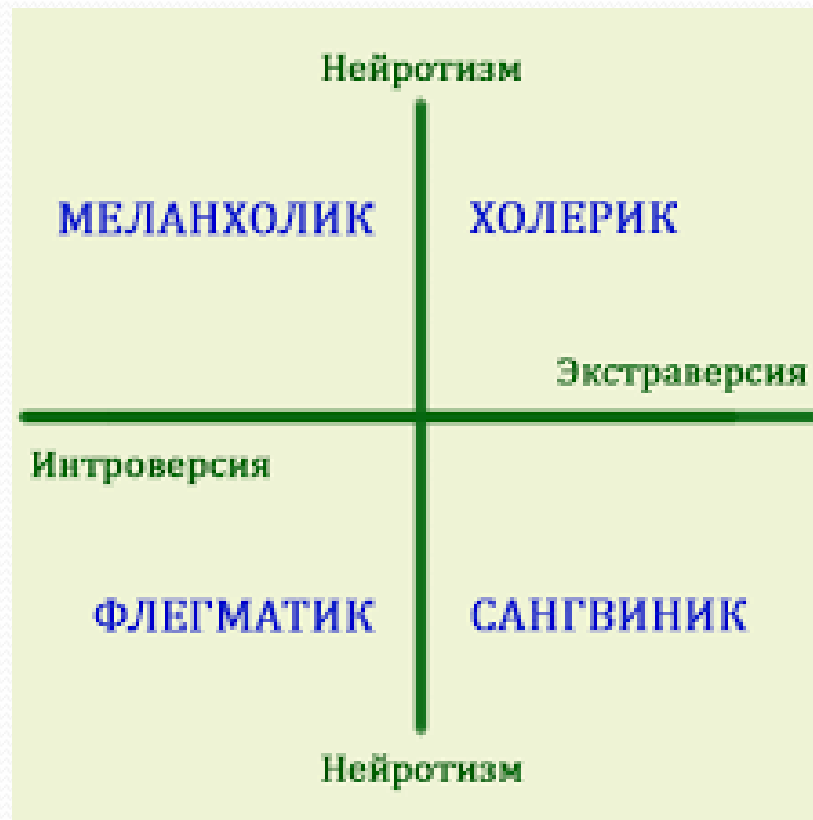 Нейротизм
МЕЛАНХОЛИК ХОЛЕРИК
Экстраверсия
Интроверсия
ФЛЕГМАТИК САНГВИНИК
Нейротизм